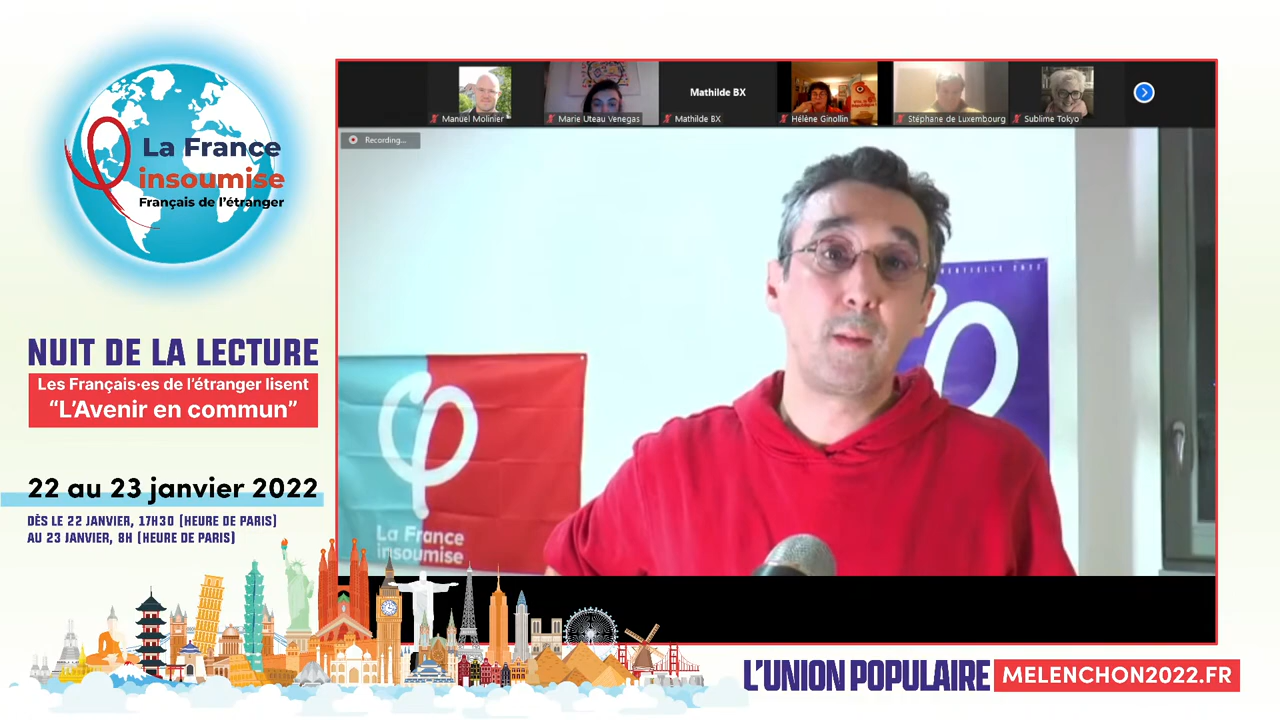 La France
insoumise
Français de l'étranger
NUIT DE LA LECTURE
Les Français·es de l'étranger lisent
“L'Avenir en commun”
22 au 23 janvier 2022
DÈS LE 22 JANVIER, 17H30 (HEURE DE PARIS)
AU 23 JANVIER, 8H (HEURE DE PARIS)
Mathilde BX
Manuel Molinier
Marie Uteau Venegas
Mathilde BX
Hélène Ginollin
Stéphane de Luxembourg
Sublime Tokyo
Recording...
2022
La France
insoumise
L'UNION POPULAIRE
MELENCHON2022.FR